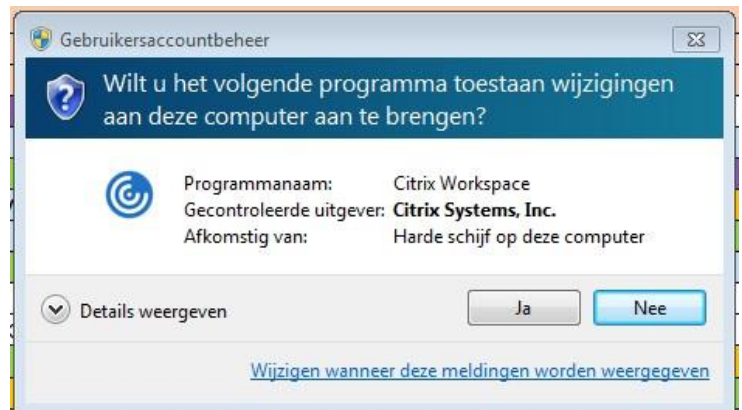 Gebruikersaccountbeheer
Wilt u het volgende programma toestaan wijzigingen
aan deze computer aan te brengen?
Programmanaam: Citrix Workspace
Gecontroleerde uitgever: Citrix Systems, Inc.
Afkomstig van: Harde schijf op deze computer
Details weergeven
Ja
Nee
Wijzigen wanneer deze meldingen worden weergegeven